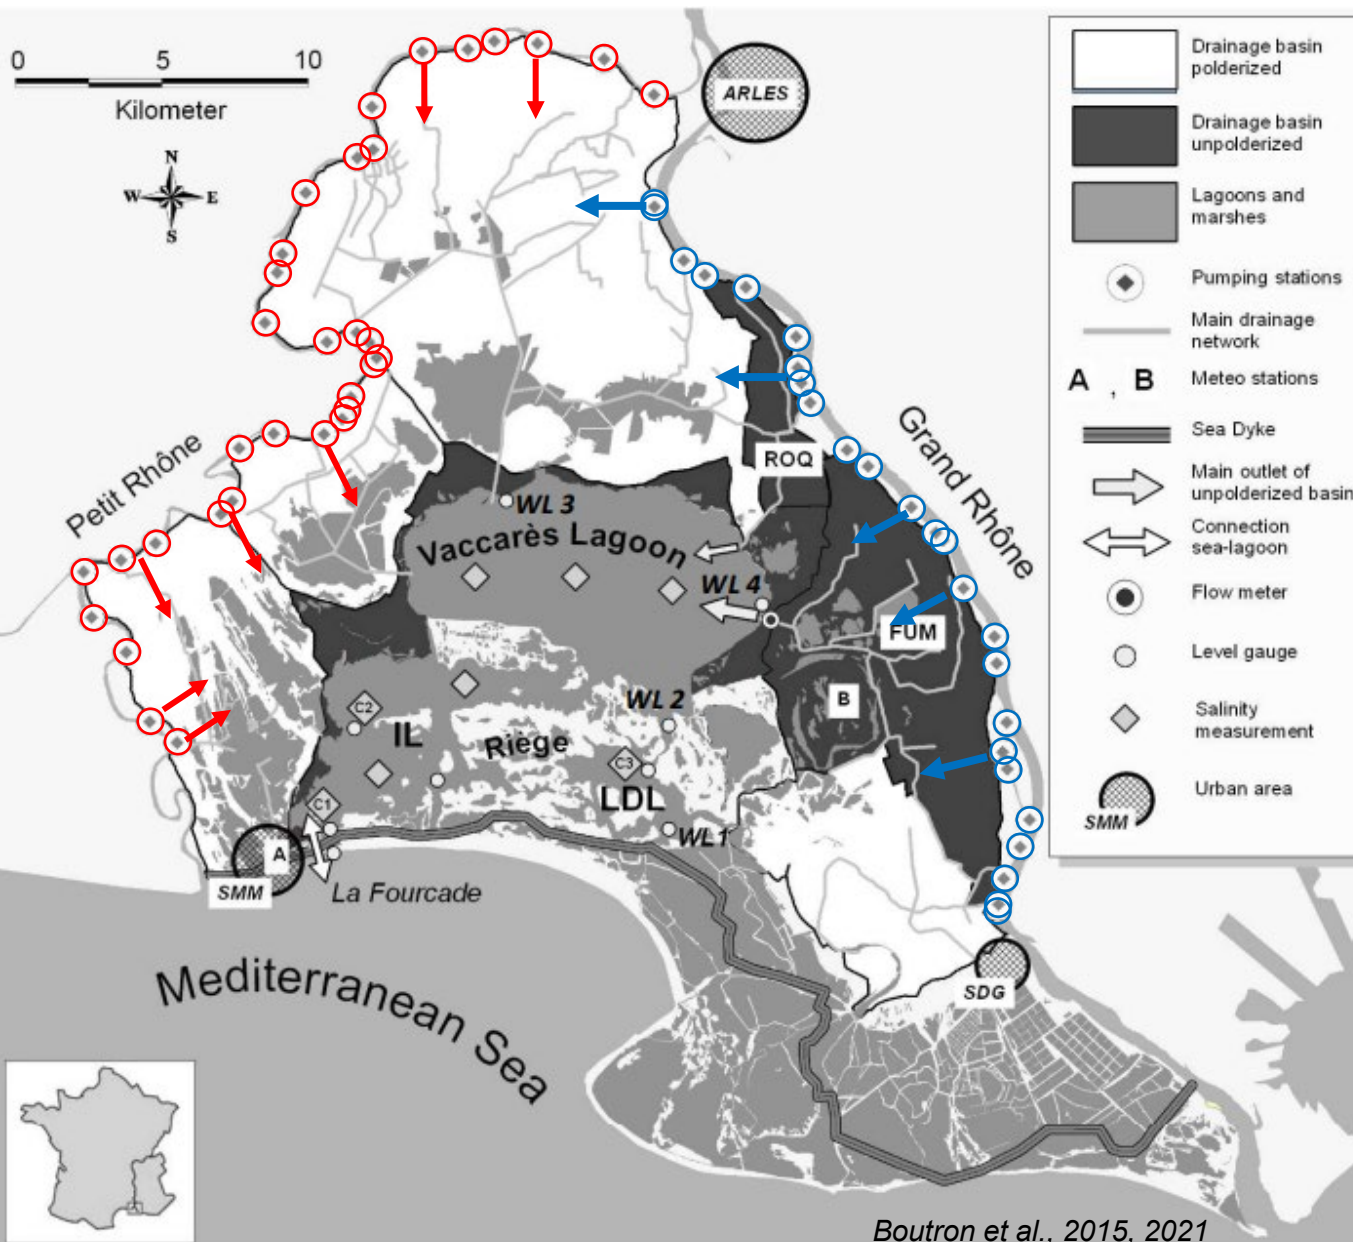 0 5 10
Kilometer
N
W E
S
ARLES
Petit Rhône
Grand Rhône
ROQ
WL 3
Vaccarès Lagoon
WL 4
FUM
WL 2
B
C2
IL
Riège
C3
LDL
C1
WL1
A
SMM
La Fourcade
Mediterranean Sea
SDG
Drainage basin
polderized
Drainage basin
unpolderized
Lagoons and
marshes
Pumping stations
Main drainage
network
A , B Meteo stations
Sea Dyke
Main outlet of
unpolderized basin
Connection
sea-lagoon
Flow meter
Level gauge
Salinity
measurement
Urban area
SMM
Boutron et al., 2015, 2021